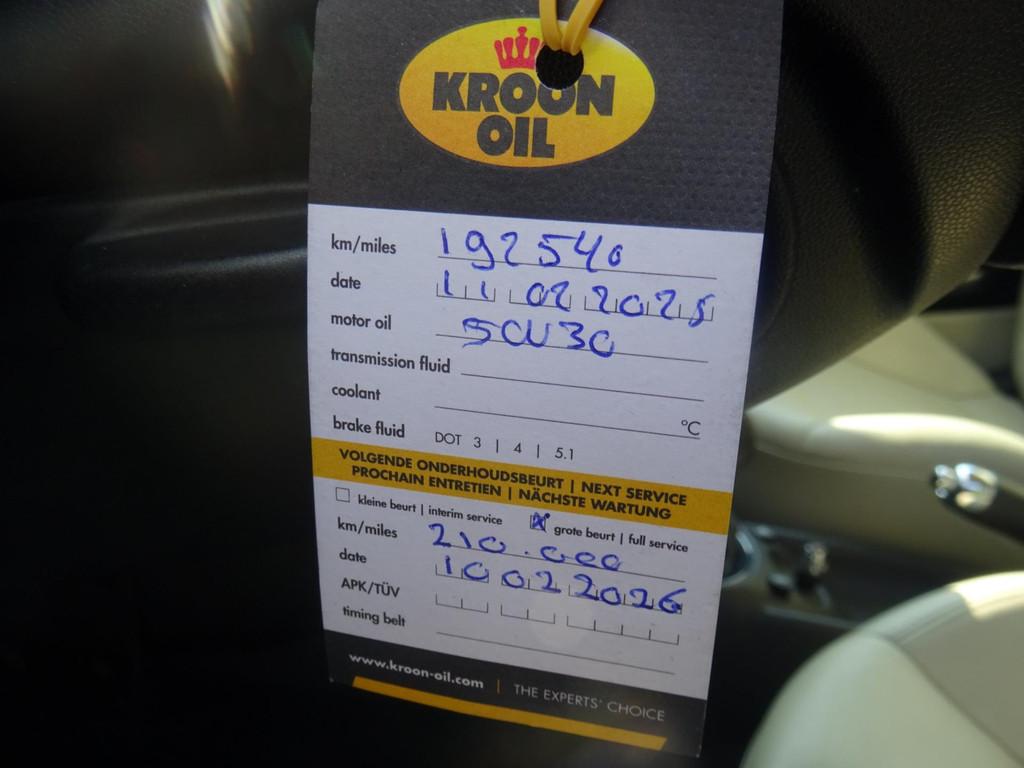 KROON
OIL
km/miles 192540
date 11 02 2025
motor oil 5W30
transmission fluid
coolant °C
brake fluid DOT 3 | 4 | 5.1
VOLGENDE ONDERHOUDSBEURT | NEXT SERVICE
PROCHAIN ENTRETIEN | NÄCHSTE WARTUNG
kleine beurt | interim service grote beurt | full service
km/miles 210.000
date 10 02 2026
APK/TÜV
timing belt
www.kroon-oil.com | THE EXPERTS' CHOICE